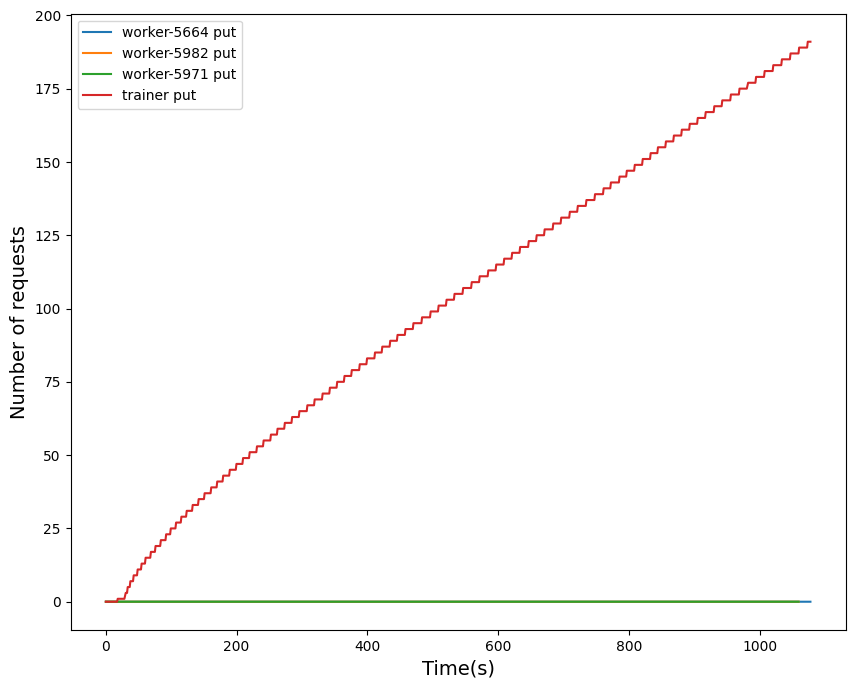 worker-5664 put
worker-5982 put
worker-5971 put
trainer put
200
175
150
125
100
75
50
25
0
Number of requests
0 200 400 600 800 1000
Time(s)